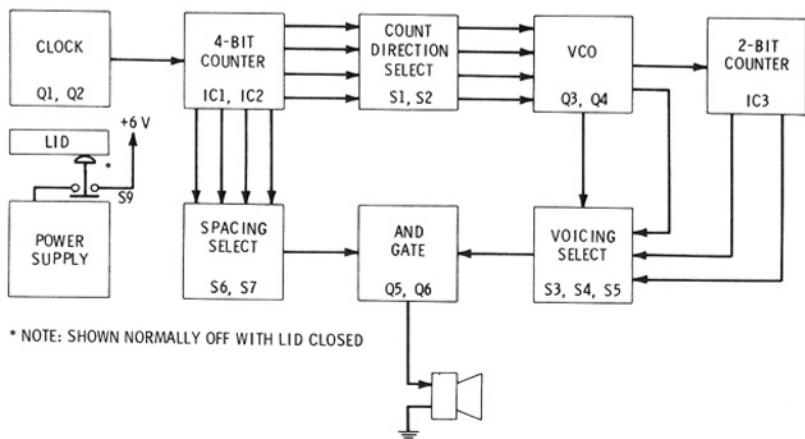 CLOCK
Q1, Q2
4-BIT
COUNTER
IC1, IC2
COUNT
DIRECTION
SELECT
S1, S2
VCO
Q3, Q4
2-BIT
COUNTER
IC3
+6 V
LID
*
S9
POWER
SUPPLY
SPACING
SELECT
S6, S7
AND
GATE
Q5, Q6
VOICING
SELECT
S3, S4, S5
* NOTE: SHOWN NORMALLY OFF WITH LID CLOSED